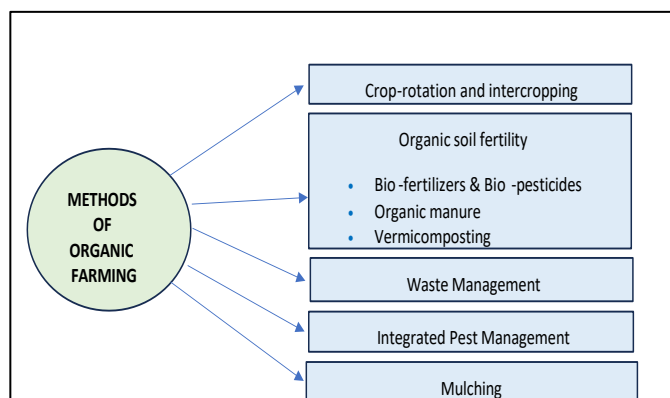 METHODS
OF
ORGANIC
FARMING
Crop-rotation and intercropping
Organic soil fertility
• Bio -fertilizers & Bio -pesticides
• Organic manure
• Vermicomposting
Waste Management
Integrated Pest Management
Mulching